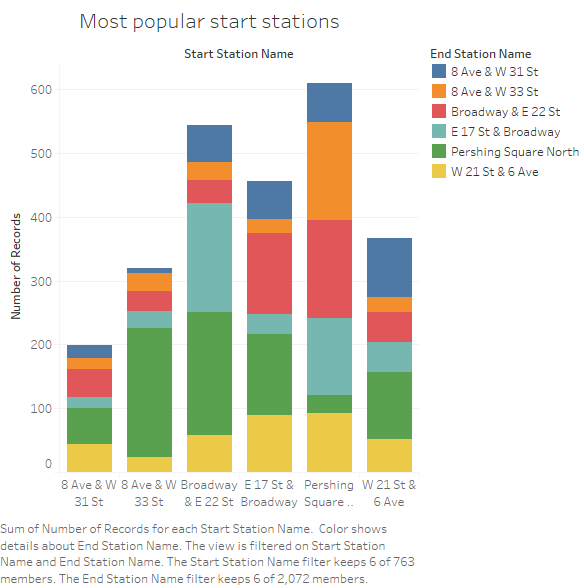 Most popular start stations
Start Station Name
End Station Name
8 Ave & W 31 St
8 Ave & W 33 St
Broadway & E 22 St
E 17 St & Broadway
Pershing Square North
W 21 St & 6 Ave
Number of Records
600
500
400
300
200
100
0
8 Ave & W
31 St
8 Ave & W
33 St
Broadway
& E 22 St
E 17 St &
Broadway
Pershing
Square ..
W 21 St &
6 Ave
Sum of Number of Records for each Start Station Name.  Color shows
details about End Station Name. The view is filtered on Start Station
Name and End Station Name. The Start Station Name filter keeps 6 of 763
members. The End Station Name filter keeps 6 of 2,072 members.